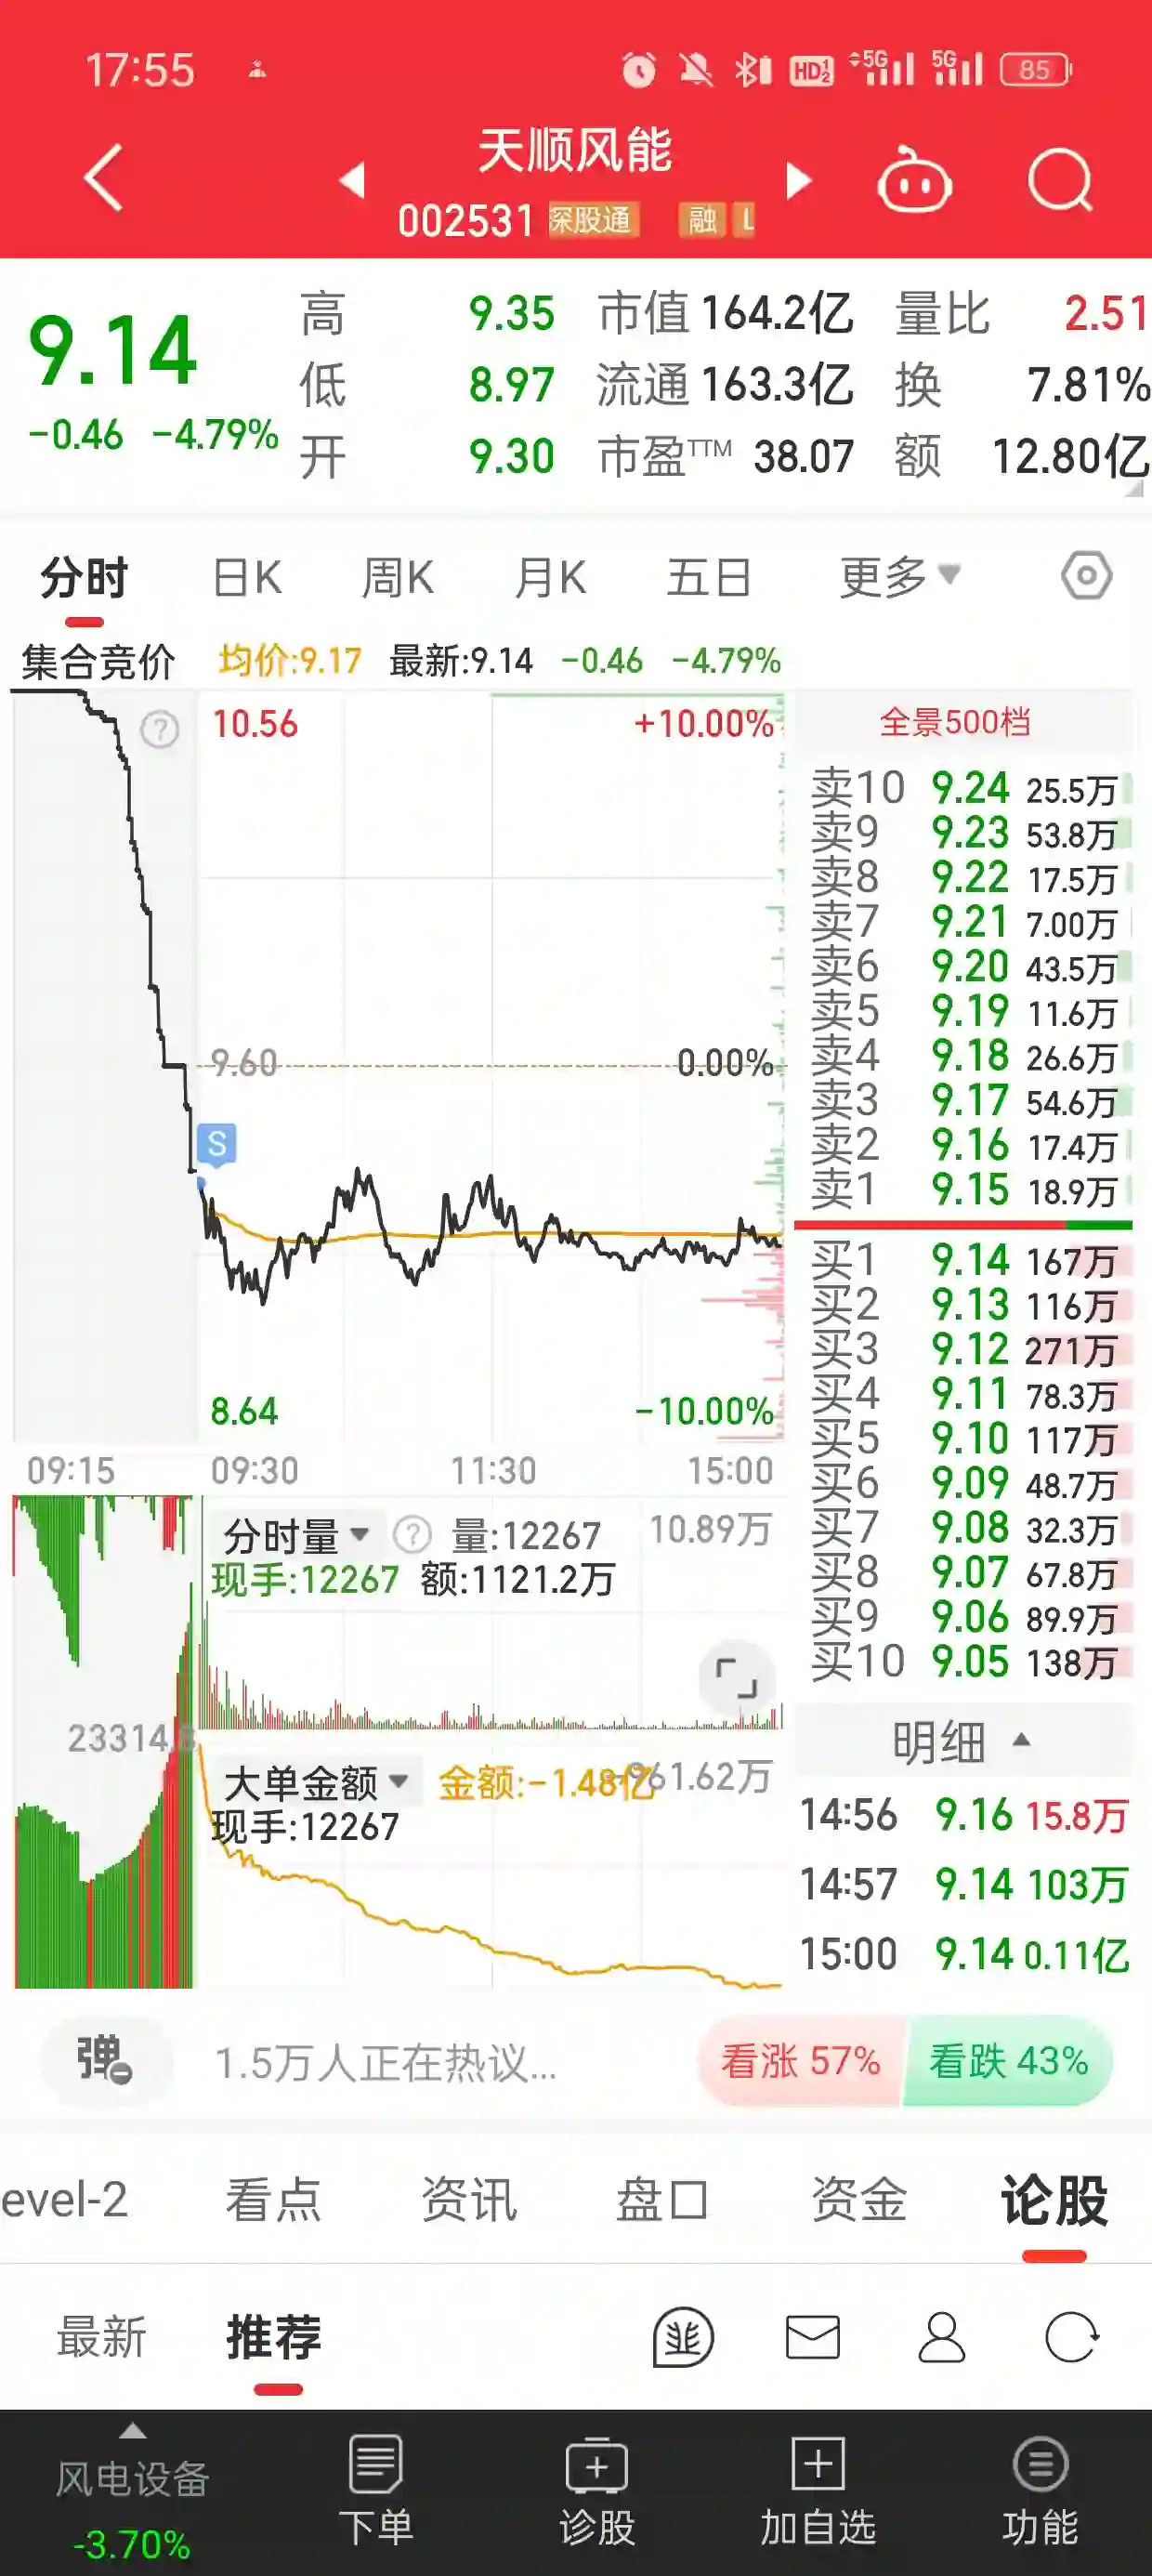 17:55 HD 1 2 5G 5G 85
天顺风能
002531 深股通 融 L
9.14
-0.46 -4.79%
高 9.35 市值 164.2亿 量比 2.51
低 8.97 流通 163.3亿 换 7.81%
开 9.30 市盈TTM 38.07 额 12.80亿
分时 日K 周K 月K 五日 更多
集合竞价 均价:9.17 最新:9.14 -0.46 -4.79%
? 10.56 +10.00%
9.60 0.00%
S
8.64 -10.00%
09:15 09:30 11:30 15:00
全景500档
卖10 9.24 25.5万
卖9 9.23 53.8万
卖8 9.22 17.5万
卖7 9.21 7.00万
卖6 9.20 43.5万
卖5 9.19 11.6万
卖4 9.18 26.6万
卖3 9.17 54.6万
卖2 9.16 17.4万
卖1 9.15 18.9万
买1 9.14 167万
买2 9.13 116万
买3 9.12 271万
买4 9.11 78.3万
买5 9.10 117万
买6 9.09 48.7万
买7 9.08 32.3万
买8 9.07 67.8万
买9 9.06 89.9万
买10 9.05 138万
分时量 ? 量:12267 10.89万
现手:12267 额:1121.2万
大单金额 金额:-1.48亿 961.62万
现手:12267
明细
14:56 9.16 15.8万
14:57 9.14 103万
15:00 9.14 0.11亿
弹 1.5万人正在热议... 看涨 57% 看跌 43%
evel-2 看点 资讯 盘口 资金 论股
最新 推荐
风电设备 下单 诊股 加自选 功能
-3.70%